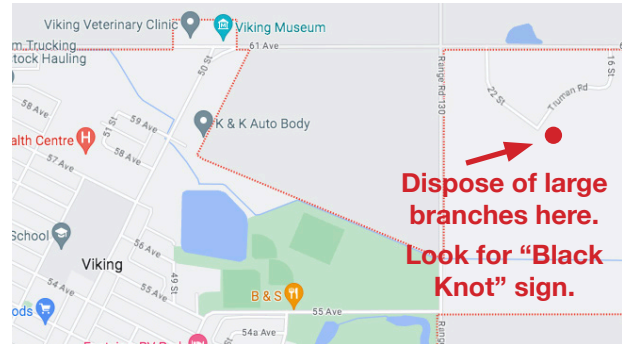 Viking Veterinary Clinic
Viking Museum
m Trucking
tock Hauling
61 Ave
50 St
Range Rd 130
16 St
22 St
Truman Rd
58 Ave
59 Ave
51 St
58 Ave
K & K Auto Body
alth Centre
H
57 Ave
Dispose of large
branches here.
Look for “Black
Knot” sign.
School
Viking
56 Ave
49 St
54 Ave
55 Ave
B & S
55 Ave
ods
54a Ave
Range